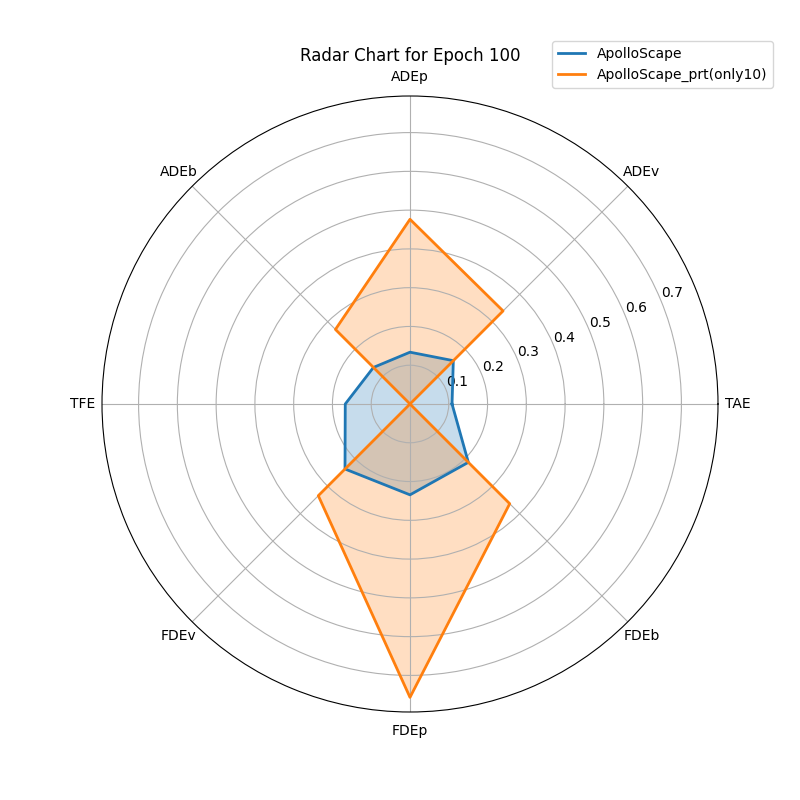 Radar Chart for Epoch 100
ApolloScape
ApolloScape_prt(only10)
ADEp
ADEb
ADEv
0.7
0.6
0.5
0.4
0.3
0.2
0.1
TFE
TAE
FDEv
FDEb
FDEp